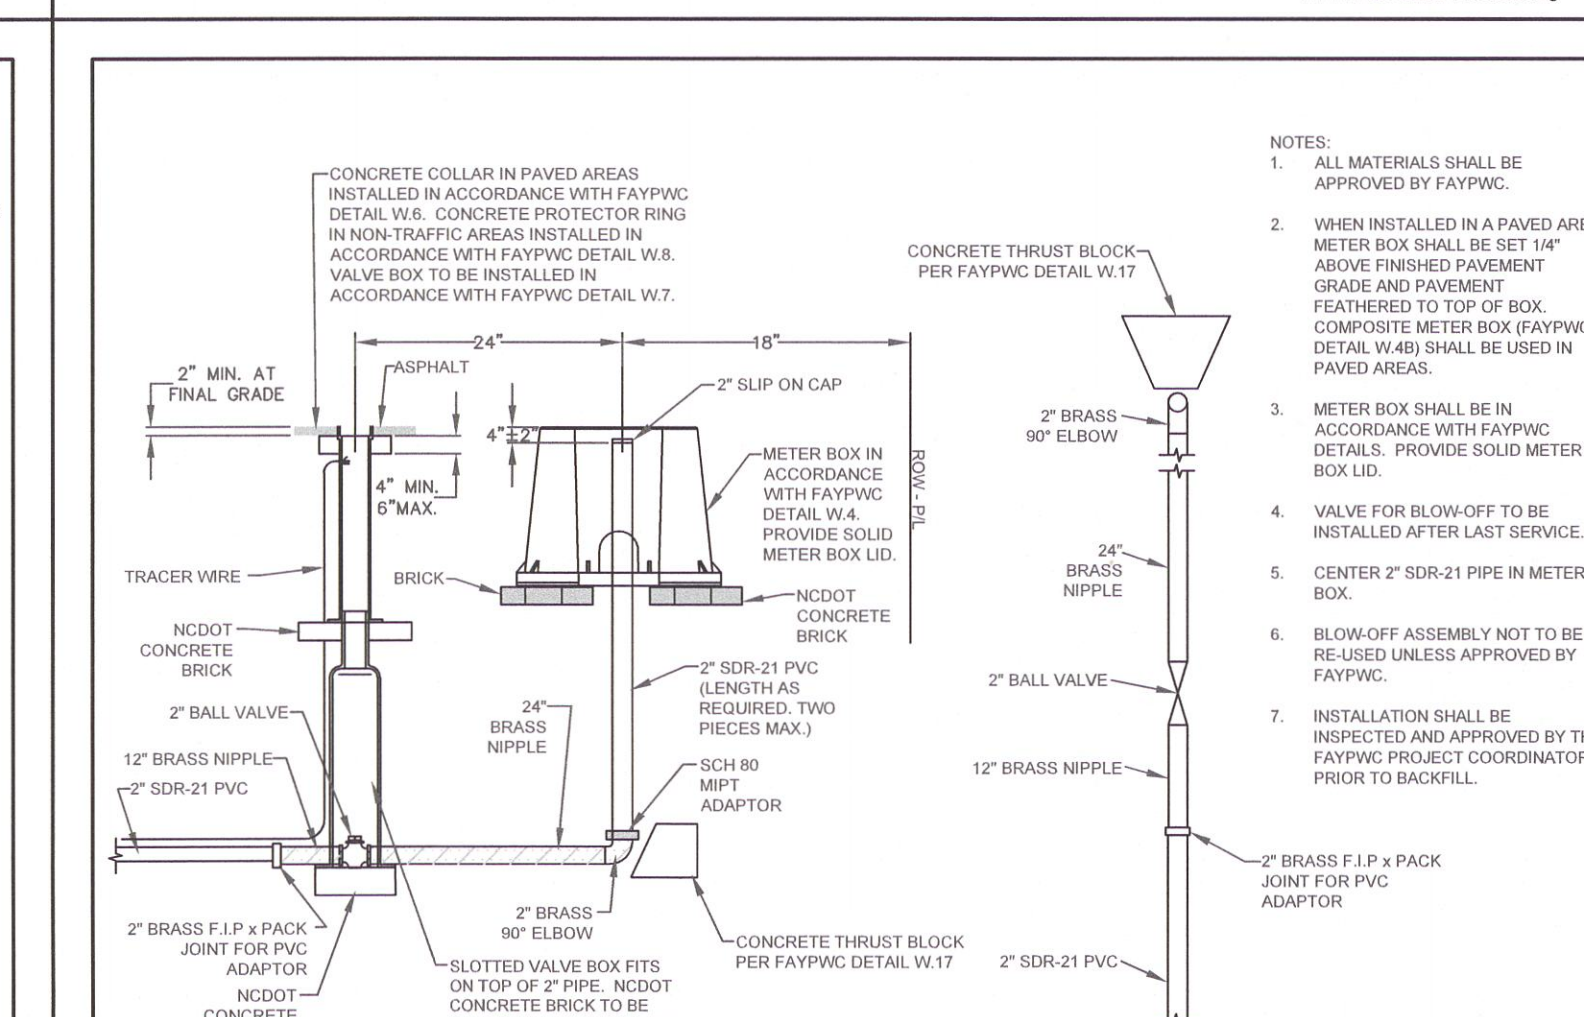 CONCRETE COLLAR IN PAVED AREAS
INSTALLED IN ACCORDANCE WITH FAYPWC
DETAIL W.6. CONCRETE PROTECTOR RING
IN NON-TRAFFIC AREAS INSTALLED IN
ACCORDANCE WITH FAYPWC DETAIL W.8.
VALVE BOX TO BE INSTALLED IN
ACCORDANCE WITH FAYPWC DETAIL W.7.
24"
18"
2" MIN. AT
FINAL GRADE
ASPHALT
2" SLIP ON CAP
4" ± 2"
4" MIN.
6"MAX.
METER BOX IN
ACCORDANCE
WITH FAYPWC
DETAIL W.4.
PROVIDE SOLID
METER BOX LID.
ROW - P/L
TRACER WIRE
BRICK
NCDOT
CONCRETE
BRICK
NCDOT
CONCRETE
BRICK
2" SDR-21 PVC
(LENGTH AS
REQUIRED. TWO
PIECES MAX.)
2" BALL VALVE
24"
BRASS
NIPPLE
12" BRASS NIPPLE
2" SDR-21 PVC
SCH 80
MIPT
ADAPTOR
2" BRASS F.I.P x PACK
JOINT FOR PVC
ADAPTOR
2" BRASS
90° ELBOW
CONCRETE THRUST BLOCK
PER FAYPWC DETAIL W.17
SLOTTED VALVE BOX FITS
ON TOP OF 2" PIPE. NCDOT
CONCRETE BRICK TO BE
NCDOT
CONCRETE
CONCRETE THRUST BLOCK
PER FAYPWC DETAIL W.17
2" BRASS
90° ELBOW
24"
BRASS
NIPPLE
2" BALL VALVE
12" BRASS NIPPLE
2" BRASS F.I.P x PACK
JOINT FOR PVC
ADAPTOR
2" SDR-21 PVC
NOTES:
1. ALL MATERIALS SHALL BE
APPROVED BY FAYPWC.
2. WHEN INSTALLED IN A PAVED ARE
METER BOX SHALL BE SET 1/4"
ABOVE FINISHED PAVEMENT
GRADE AND PAVEMENT
FEATHERED TO TOP OF BOX.
COMPOSITE METER BOX (FAYPWC
DETAIL W.4B) SHALL BE USED IN
PAVED AREAS.
3. METER BOX SHALL BE IN
ACCORDANCE WITH FAYPWC
DETAILS. PROVIDE SOLID METER
BOX LID.
4. VALVE FOR BLOW-OFF TO BE
INSTALLED AFTER LAST SERVICE.
5. CENTER 2" SDR-21 PIPE IN METER
BOX.
6. BLOW-OFF ASSEMBLY NOT TO BE
RE-USED UNLESS APPROVED BY
FAYPWC.
7. INSTALLATION SHALL BE
INSPECTED AND APPROVED BY TH
FAYPWC PROJECT COORDINATOR
PRIOR TO BACKFILL.